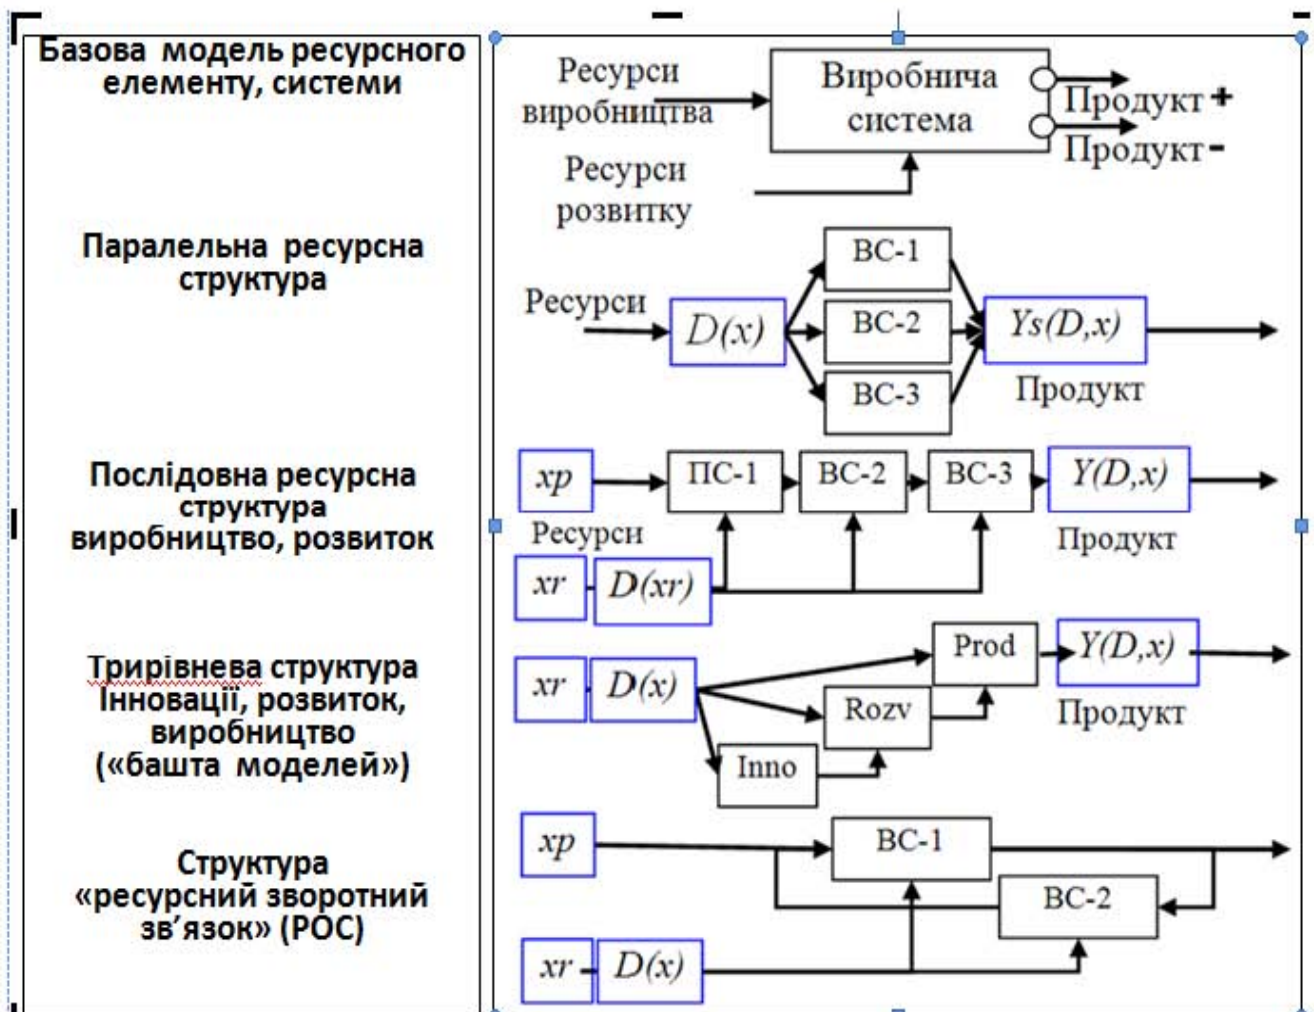 Базова модель ресурсного
елементу, системи
Ресурси
виробництва
Виробнича
система
Продукт +
Продукт -
Ресурси
розвитку
Паралельна ресурсна
структура
Ресурси
D(x)
ВС-1
ВС-2
ВС-3
Ys(D,x)
Продукт
Послідовна ресурсна
структура
виробництво, розвиток
xp
ПС-1
ВС-2
ВС-3
Y(D,x)
Ресурси
Продукт
xr
D(xr)
Трирівнева структура
Інновації, розвиток,
виробництво
(«башта моделей»)
xr
D(x)
Prod
Rozv
Inno
Y(D,x)
Продукт
Структура
«ресурсний зворотний
зв’язок» (РОС)
xp
ВС-1
ВС-2
xr
D(x)